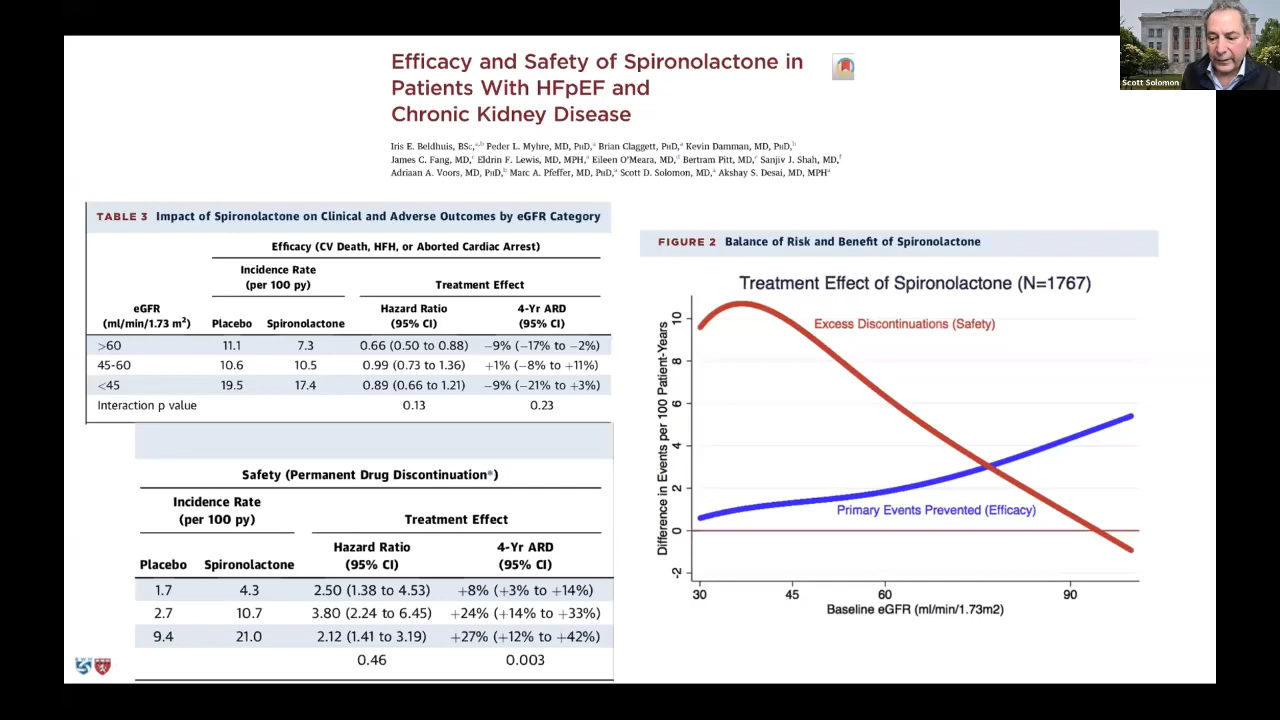 Scott Solomon
Efficacy and Safety of Spironolactone in
Patients With HFpEF and
Chronic Kidney Disease
Iris E. Beldhuis, BSc,a,b Peder L. Myhre, MD, PhD,a Brian Claggett, PhD,a Kevin Damman, MD, PhD,b
James C. Fang, MD,c Eldrin F. Lewis, MD, MPH,a Eileen O'Meara, MD,d Bertram Pitt, MD,e Sanjiv J. Shah, MD,f
Adriaan A. Voors, MD, PhD,b Marc A. Pfeffer, MD, PhD,a Scott D. Solomon, MD,a Akshay S. Desai, MD, MPHa
TABLE 3 Impact of Spironolactone on Clinical and Adverse Outcomes by eGFR Category
Efficacy (CV Death, HFH, or Aborted Cardiac Arrest)
Incidence Rate
(per 100 py)
Treatment Effect
eGFR
(ml/min/1.73 m²)
Placebo
Spironolactone
Hazard Ratio
(95% CI)
4-Yr ARD
(95% CI)
>60 11.1 7.3 0.66 (0.50 to 0.88) −9% (−17% to −2%)
45-60 10.6 10.5 0.99 (0.73 to 1.36) +1% (−8% to +11%)
<45 19.5 17.4 0.89 (0.66 to 1.21) −9% (−21% to +3%)
Interaction p value 0.13 0.23
Safety (Permanent Drug Discontinuation*)
Incidence Rate
(per 100 py)
Treatment Effect
Placebo
Spironolactone
Hazard Ratio
(95% CI)
4-Yr ARD
(95% CI)
1.7 4.3 2.50 (1.38 to 4.53) +8% (+3% to +14%)
2.7 10.7 3.80 (2.24 to 6.45) +24% (+14% to +33%)
9.4 21.0 2.12 (1.41 to 3.19) +27% (+12% to +42%)
0.46 0.003
FIGURE 2 Balance of Risk and Benefit of Spironolactone
Treatment Effect of Spironolactone (N=1767)
Difference in Events per 100 Patient-Years
10
8
6
4
2
0
-2
Excess Discontinuations (Safety)
Primary Events Prevented (Efficacy)
30 45 60 90
Baseline eGFR (ml/min/1.73m2)